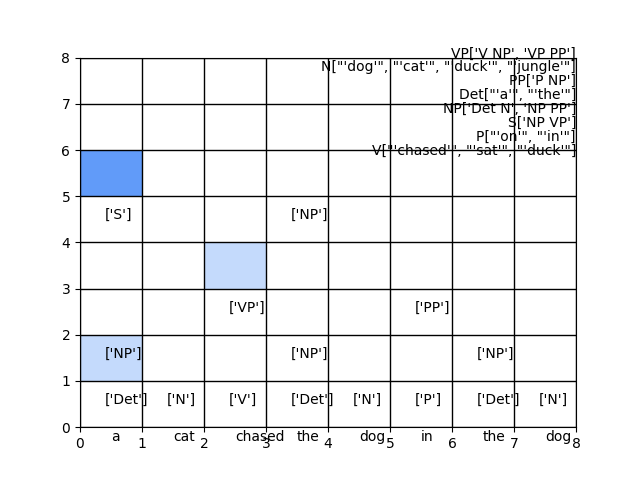 VP['V NP', 'VP PP']
N["'dog'", "'cat'", "'duck'", "'jungle'"]
PP['P NP']
Det["'a'", "'the'"]
NP['Det N', 'NP PP']
S['NP VP']
P["'on'", "'in'"]
V["'chased'", "'sat'", "'duck'"]
8
7
6
5
['S'] ['NP']
4
3
['VP'] ['PP']
2
['NP'] ['NP'] ['NP']
1
['Det'] ['N'] ['V'] ['Det'] ['N'] ['P'] ['Det'] ['N']
0
a cat chased the dog in the dog
0 1 2 3 4 5 6 7 8